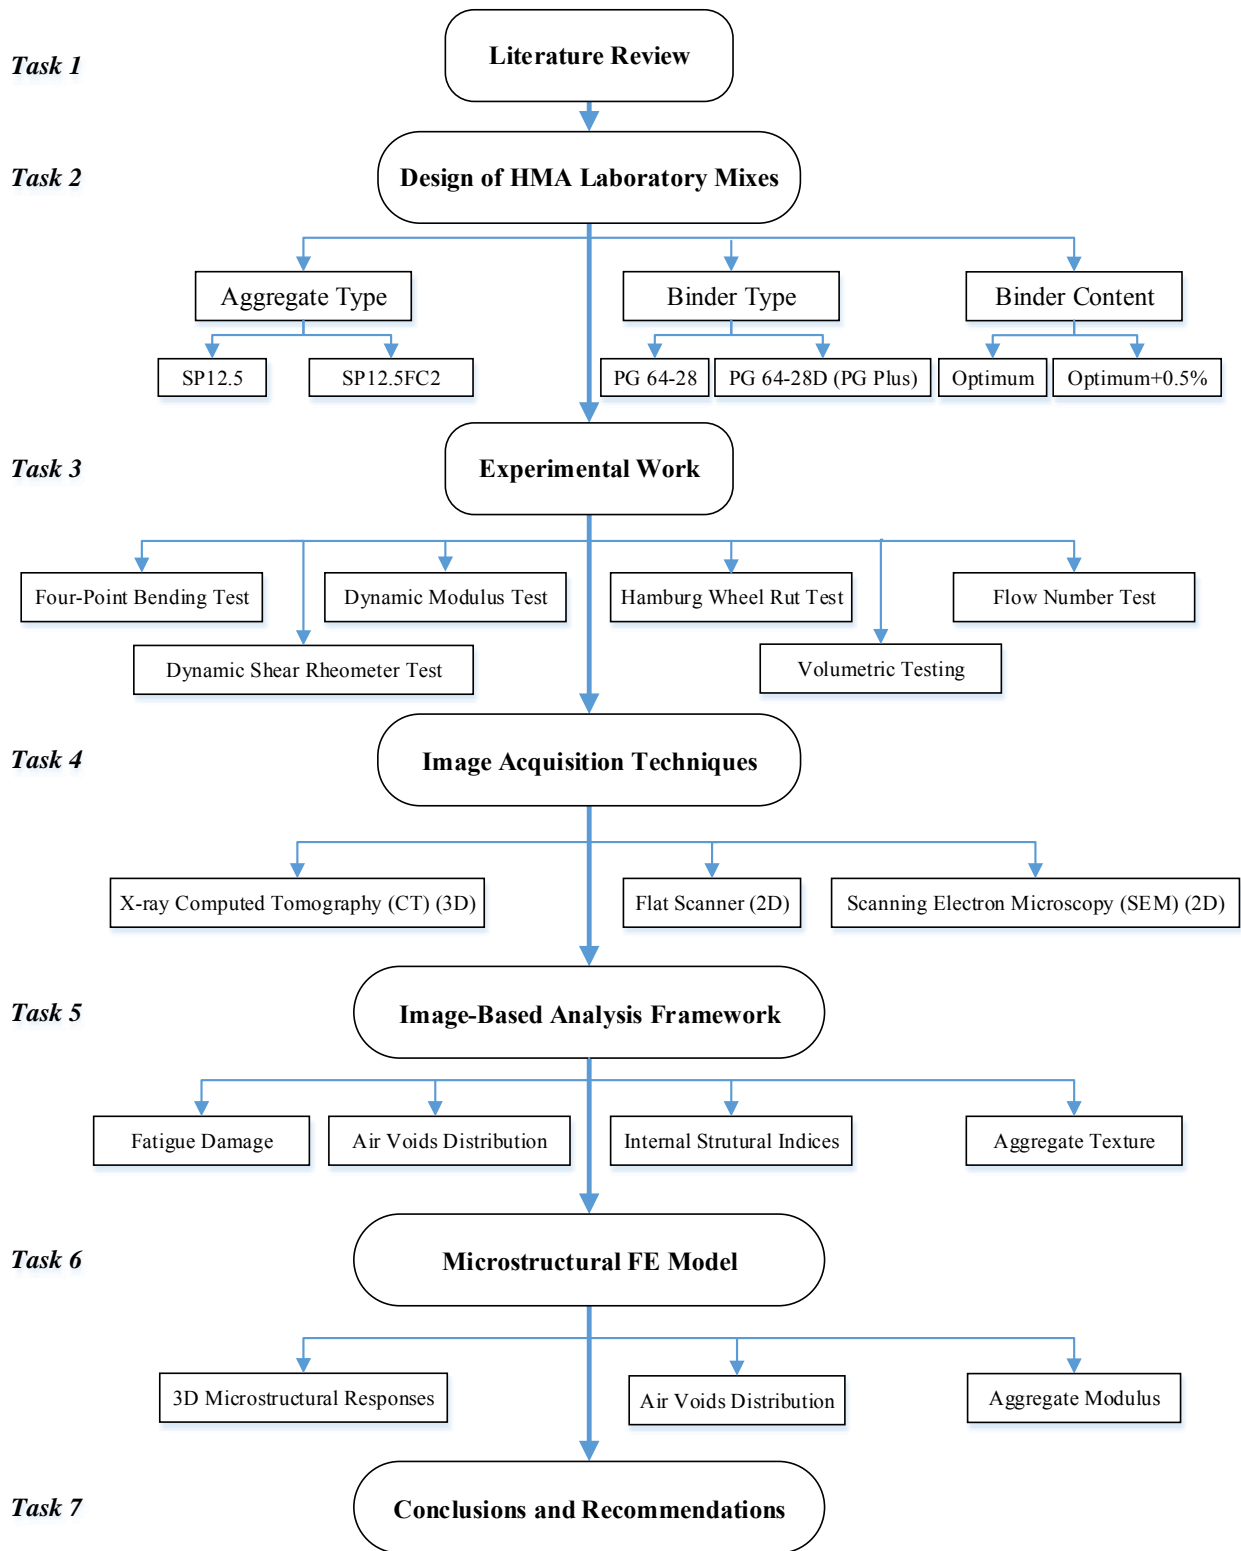 Task 1
Literature Review
Task 2
Design of HMA Laboratory Mixes
Aggregate Type
Binder Type
Binder Content
SP12.5
SP12.5FC2
PG 64-28
PG 64-28D (PG Plus)
Optimum
Optimum+0.5%
Task 3
Experimental Work
Four-Point Bending Test
Dynamic Modulus Test
Hamburg Wheel Rut Test
Flow Number Test
Dynamic Shear Rheometer Test
Volumetric Testing
Task 4
Image Acquisition Techniques
X-ray Computed Tomography (CT) (3D)
Flat Scanner (2D)
Scanning Electron Microscopy (SEM) (2D)
Task 5
Image-Based Analysis Framework
Fatigue Damage
Air Voids Distribution
Internal Strutural Indices
Aggregate Texture
Task 6
Microstructural FE Model
3D Microstructural Responses
Air Voids Distribution
Aggregate Modulus
Task 7
Conclusions and Recommendations